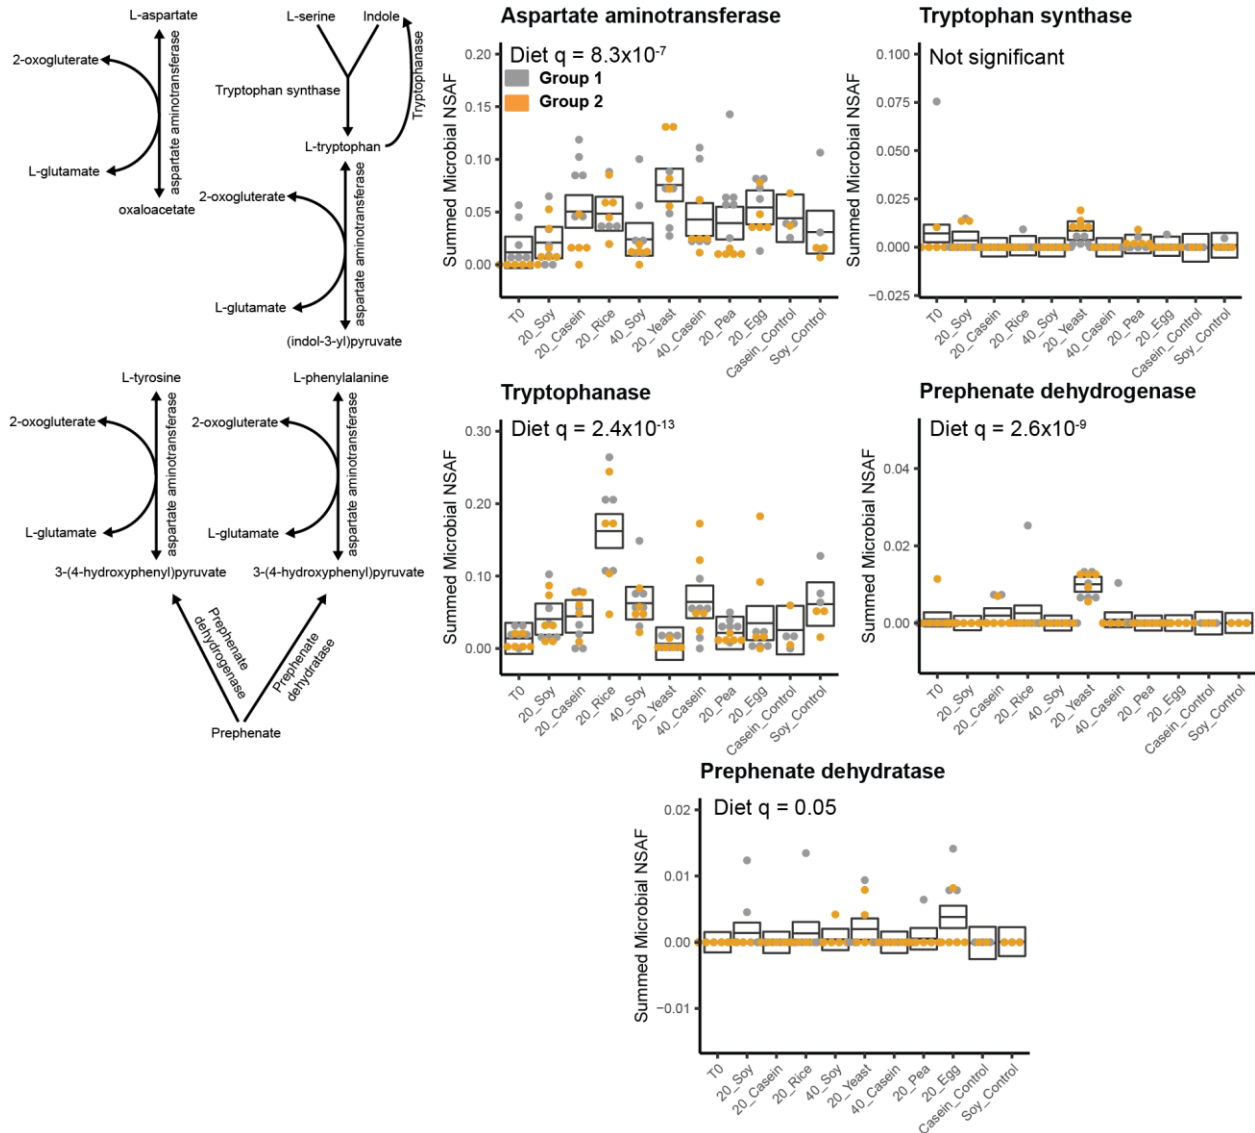 L-aspartate
2-oxogluterate
aspartate aminotransferase
L-glutamate
oxaloacetate
L-serine
Indole
Tryptophan synthase
Tryptophanase
L-tryptophan
2-oxogluterate
aspartate aminotransferase
L-glutamate
(indol-3-yl)pyruvate
L-tyrosine
2-oxogluterate
aspartate aminotransferase
L-glutamate
3-(4-hydroxyphenyl)pyruvate
L-phenylalanine
2-oxogluterate
aspartate aminotransferase
L-glutamate
3-(4-hydroxyphenyl)pyruvate
Prephenate
dehydrogenase
Prephenate
dehydratase
Prephenate
Aspartate aminotransferase
Diet q = 8.3x10⁻⁷
Group 1
Group 2
Summed Microbial NSAF
0.20
0.15
0.10
0.05
0.00
T0
20_Soy
20_Casein
20_Rice
40_Soy
20_Yeast
40_Casein
20_Pea
20_Egg
Casein_Control
Soy_Control
Tryptophan synthase
Not significant
Summed Microbial NSAF
0.100
0.075
0.050
0.025
0.000
−0.025
T0
20_Soy
20_Casein
20_Rice
40_Soy
20_Yeast
40_Casein
20_Pea
20_Egg
Casein_Control
Soy_Control
Tryptophanase
Diet q = 2.4x10⁻¹³
Summed Microbial NSAF
0.30
0.20
0.10
0.00
T0
20_Soy
20_Casein
20_Rice
40_Soy
20_Yeast
40_Casein
20_Pea
20_Egg
Casein_Control
Soy_Control
Prephenate dehydrogenase
Diet q = 2.6x10⁻⁹
Summed Microbial NSAF
0.04
0.02
0.00
T0
20_Soy
20_Casein
20_Rice
40_Soy
20_Yeast
40_Casein
20_Pea
20_Egg
Casein_Control
Soy_Control
Prephenate dehydratase
Diet q = 0.05
Summed Microbial NSAF
0.02
0.01
0.00
−0.01
T0
20_Soy
20_Casein
20_Rice
40_Soy
20_Yeast
40_Casein
20_Pea
20_Egg
Casein_Control
Soy_Control